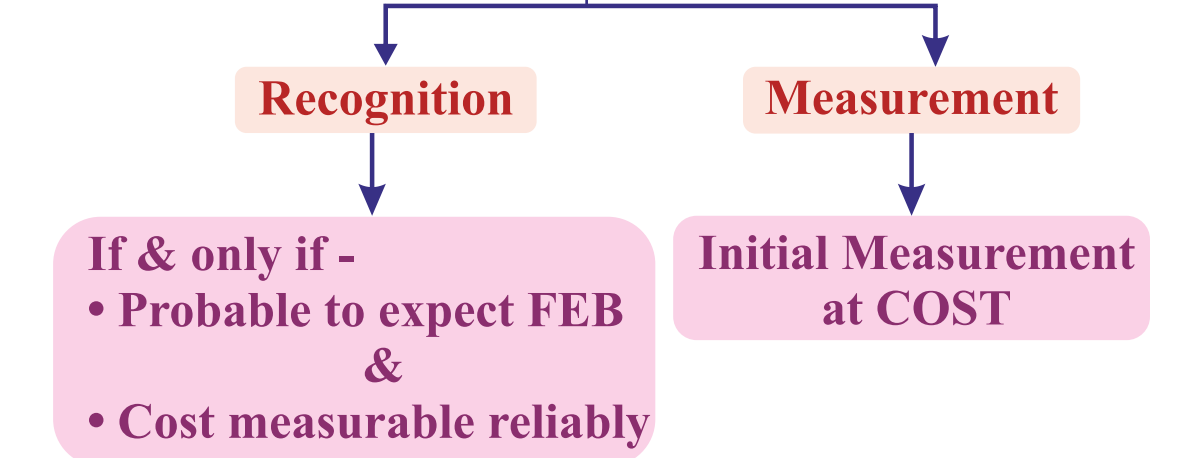 Recognition
Measurement
If & only if -
• Probable to expect FEB
&
• Cost measurable reliably
Initial Measurement
at COST